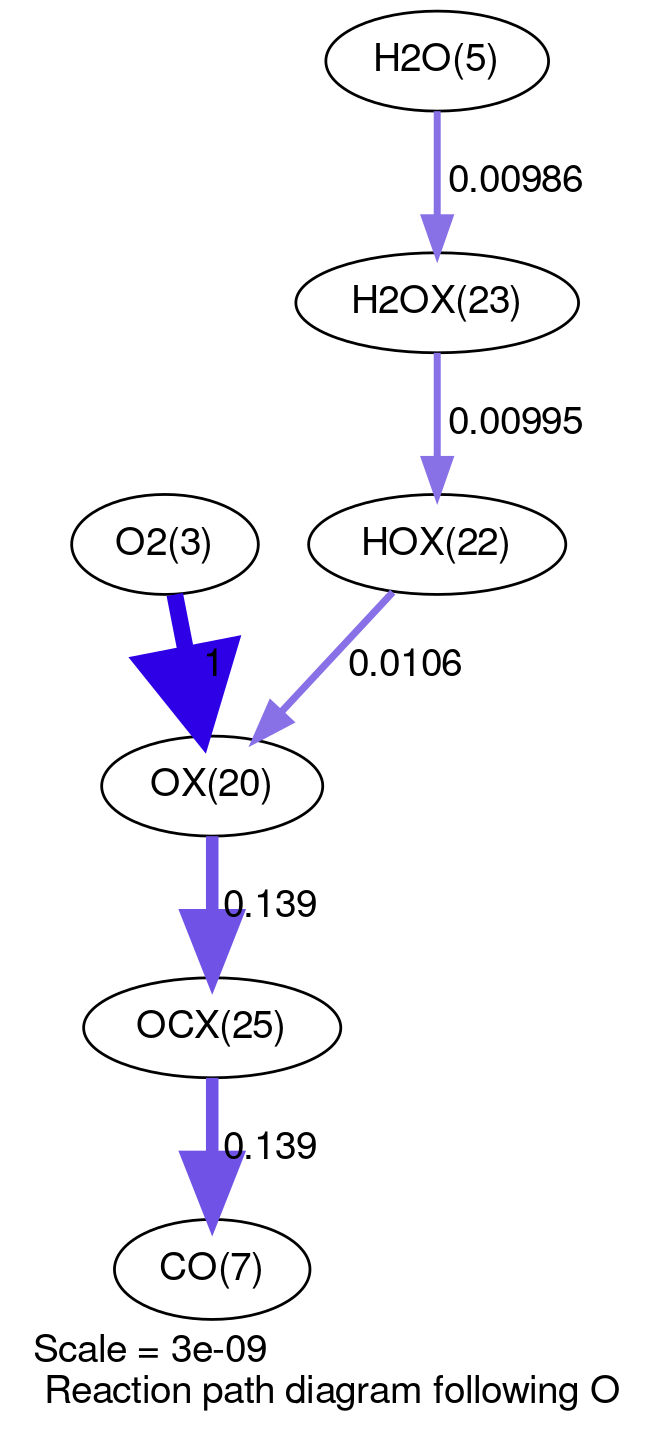 H2O(5)
0.00986
H2OX(23)
0.00995
O2(3)
HOX(22)
1
0.0106
OX(20)
0.139
OCX(25)
0.139
CO(7)
Scale = 3e-09
Reaction path diagram following O